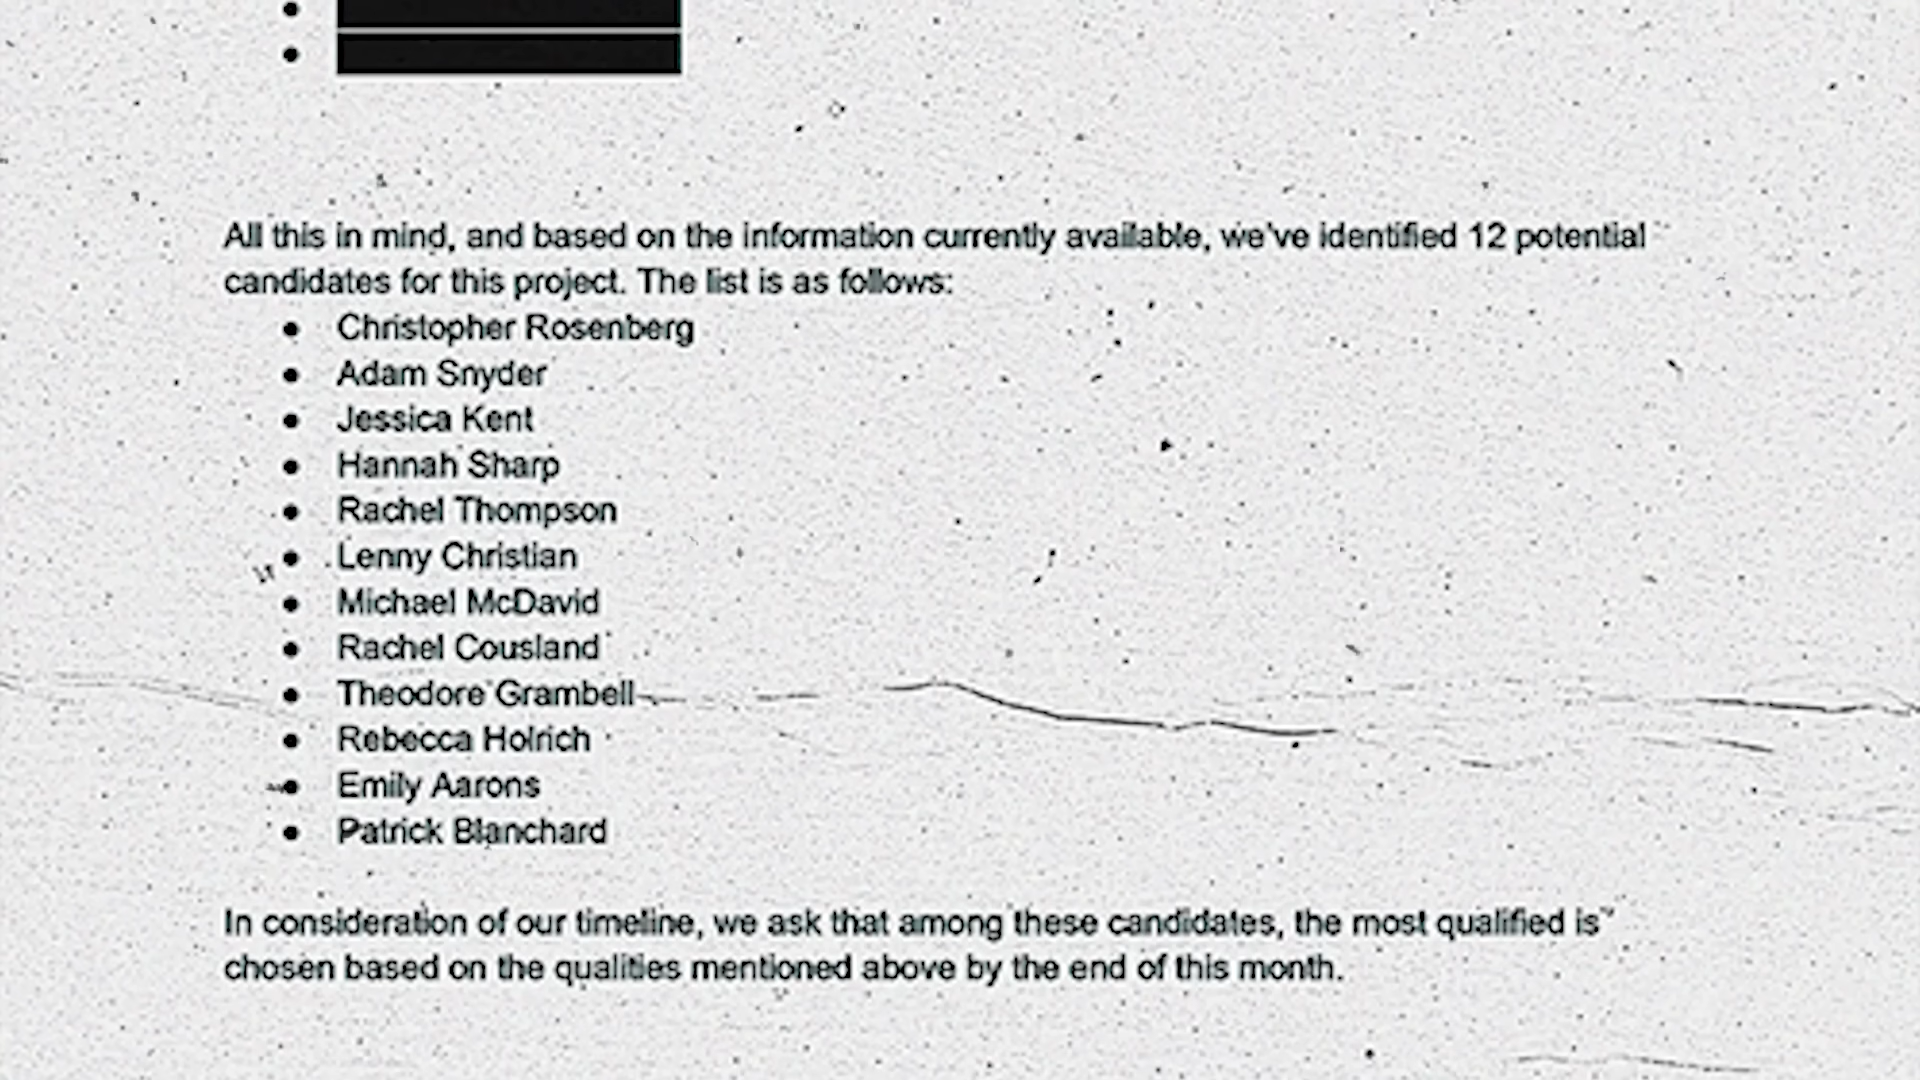 All this in mind, and based on the information currently available, we've identified 12 potential
candidates for this project. The list is as follows:
• Christopher Rosenberg
• Adam Snyder
• Jessica Kent
• Hannah Sharp
• Rachel Thompson
• Lenny Christian
• Michael McDavid
• Rachel Cousland
• Theodore Grambell
• Rebecca Holrich
• Emily Aarons
• Patrick Blanchard
In consideration of our timeline, we ask that among these candidates, the most qualified is
chosen based on the qualities mentioned above by the end of this month.